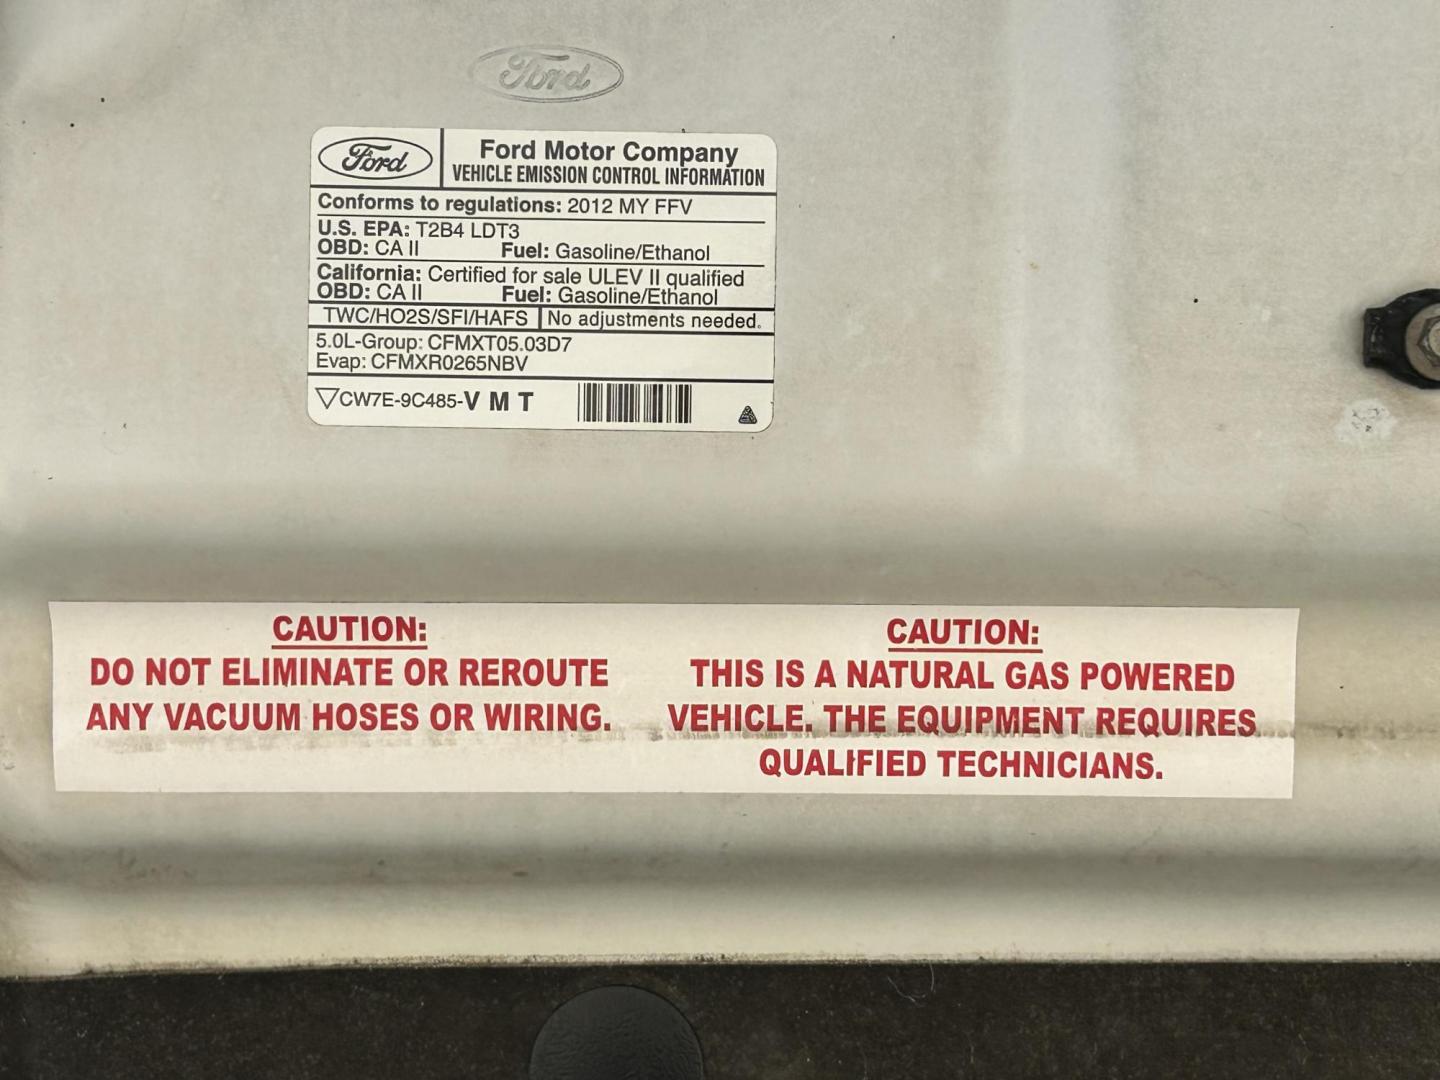 Ford
Ford
Ford Motor Company
VEHICLE EMISSION CONTROL INFORMATION
Conforms to regulations: 2012 MY FFV
U.S. EPA: T2B4 LDT3
OBD: CA II Fuel: Gasoline/Ethanol
California: Certified for sale ULEV II qualified
OBD: CA II Fuel: Gasoline/Ethanol
TWC/HO2S/SFI/HAFS No adjustments needed.
5.0L-Group: CFMXT05.03D7
Evap: CFMXR0265NBV
▽CW7E-9C485-V M T
CAUTION:
DO NOT ELIMINATE OR REROUTE
ANY VACUUM HOSES OR WIRING.
CAUTION:
THIS IS A NATURAL GAS POWERED
VEHICLE. THE EQUIPMENT REQUIRES
QUALIFIED TECHNICIANS.